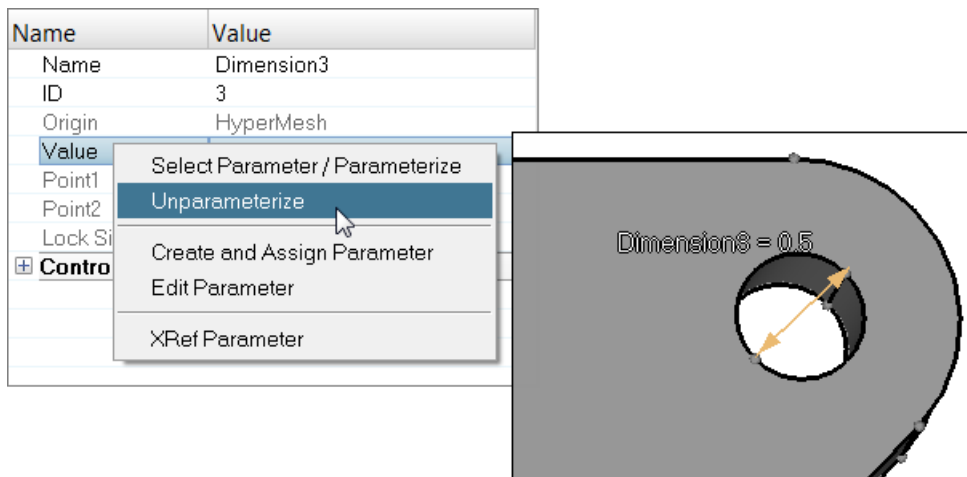 Name Value
Name Dimension3
ID 3
Origin HyperMesh
Value
Point1
Point2
Lock Si
Contro
Select Parameter / Parameterize
Unparameterize
Create and Assign Parameter
Edit Parameter
XRef Parameter
Dimension8 = 0.5